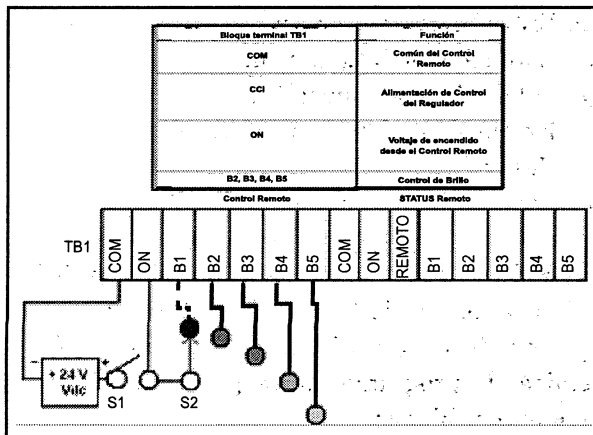 Bloque terminal TB1 Función
COM Común del Control
Remoto
CCI Alimentación de Control
del Regulador
ON Voltaje de encendido
desde el Control Remoto
B2, B3, B4, B5 Control de Brillo
Control Remoto STATUS Remoto
TB1 COM ON B1 B2 B3 B4 B5 COM ON REMOTO B1 B2 B3 B4 B5
- +
+ 24 V
Vdc
S1 S2